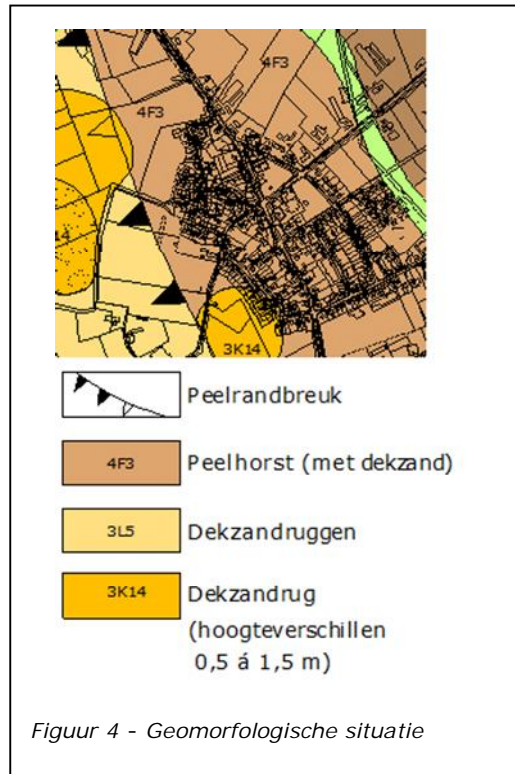 4F3
4F3
14
3K14
Peelrandbreuk
4F3
Peelhorst (met dekzand)
3L5
Dekzandruggen
3K14
Dekzandrug
(hoogteverschillen
0,5 á 1,5 m)
Figuur 4 - Geomorfologische situatie